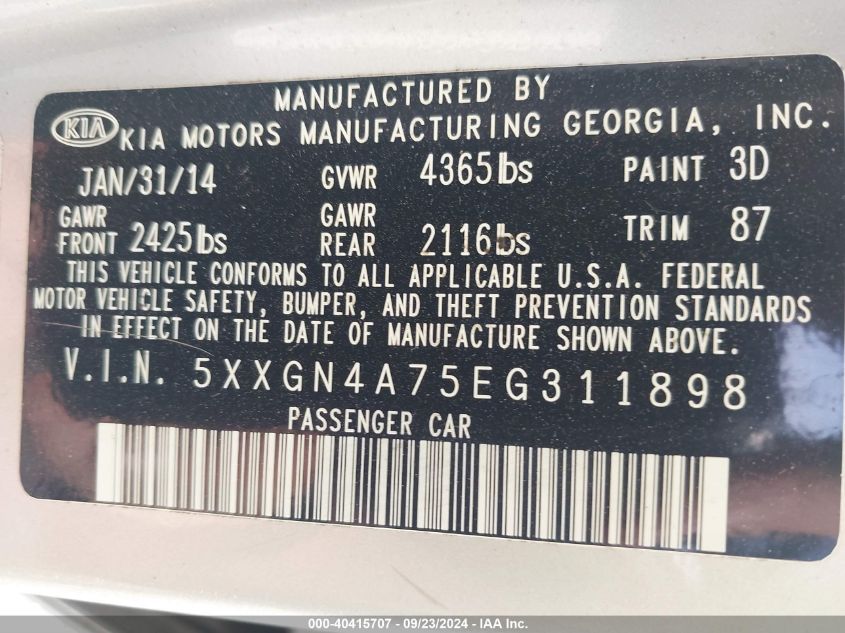 MANUFACTURED BY
KIA KIA MOTORS MANUFACTURING GEORGIA, INC.
JAN/31/14 GVWR 4365lbs PAINT 3D
GAWR FRONT 2425lbs GAWR REAR 2116lbs TRIM 87
THIS VEHICLE CONFORMS TO ALL APPLICABLE U.S.A. FEDERAL
MOTOR VEHICLE SAFETY, BUMPER, AND THEFT PREVENTION STANDARDS
IN EFFECT ON THE DATE OF MANUFACTURE SHOWN ABOVE.
V.I.N. 5XXGN4A75EG311898
PASSENGER CAR
000-40415707 - 09/23/2024 - IAA Inc.